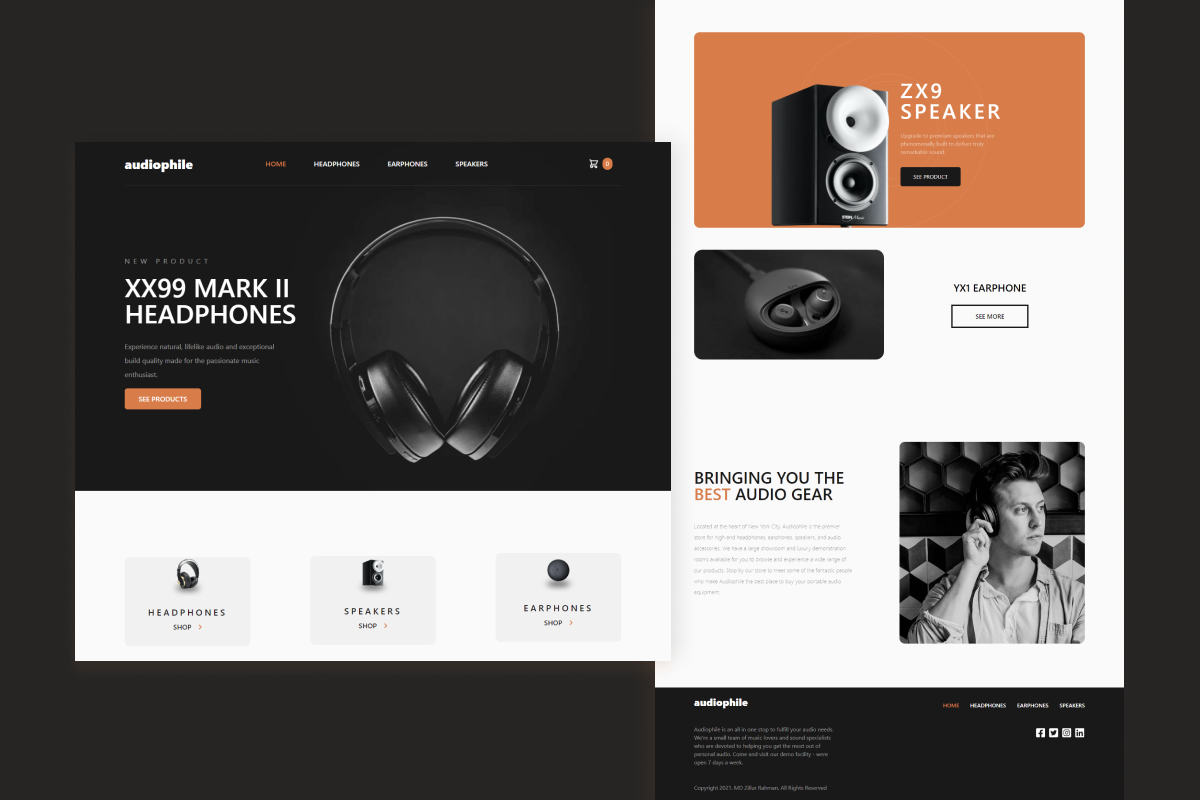 audiophile
HOME HEADPHONES EARPHONES SPEAKERS
0
NEW PRODUCT
XX99 MARK II
HEADPHONES
Experience natural, lifelike audio and exceptional
build quality made for the passionate music
enthusiast.
SEE PRODUCTS
HEADPHONES
SHOP
SPEAKERS
SHOP
EARPHONES
SHOP
ZX9
SPEAKER
Upgrade to premium speakers that are
phenomenally built to deliver truly
remarkable sound.
SEE PRODUCT
YX1 EARPHONE
SEE MORE
BRINGING YOU THE
BEST AUDIO GEAR
Located at the heart of New York City, Audiophile is the premier
store for high end headphones, earphones, speakers, and audio
accessories. We have a large showroom and luxury demonstration
rooms available for you to browse and experience a wide range of
our products. Stop by our store to meet some of the fantastic people
who make Audiophile the best place to buy your portable audio
equipment.
audiophile
HOME HEADPHONES EARPHONES SPEAKERS
Audiophile is an all in one stop to fulfill your audio needs.
We're a small team of music lovers and sound specialists
who are devoted to helping you get the most out of
personal audio. Come and visit our demo facility - were
open 7 days a week.
Copyright 2021. MD Zillur Rahman, All Rights Reserved